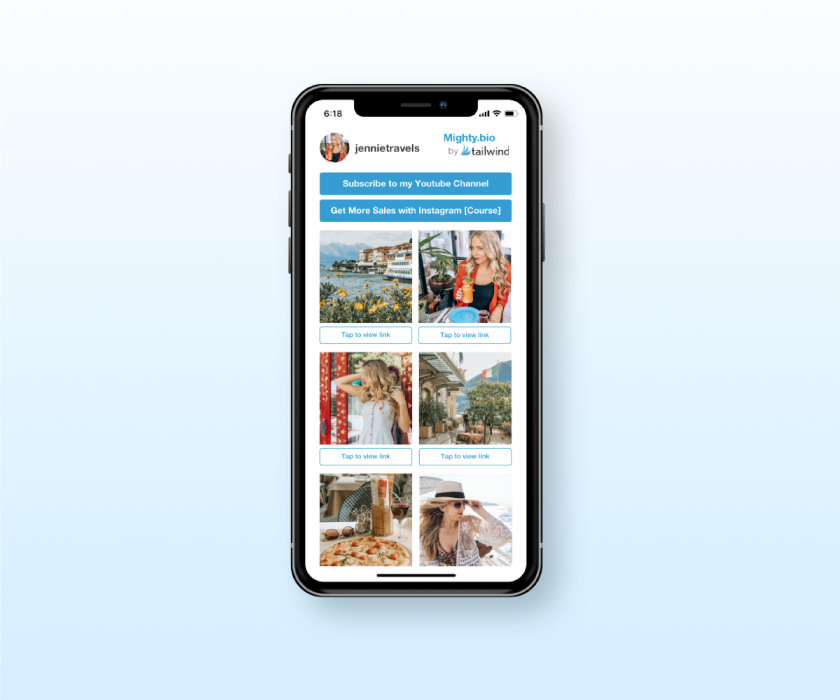 6:18
jennietravels
Mighty.bio
by tailwind
Subscribe to my Youtube Channel
Get More Sales with Instagram [Course]
Tap to view link
Tap to view link
Tap to view link
Tap to view link